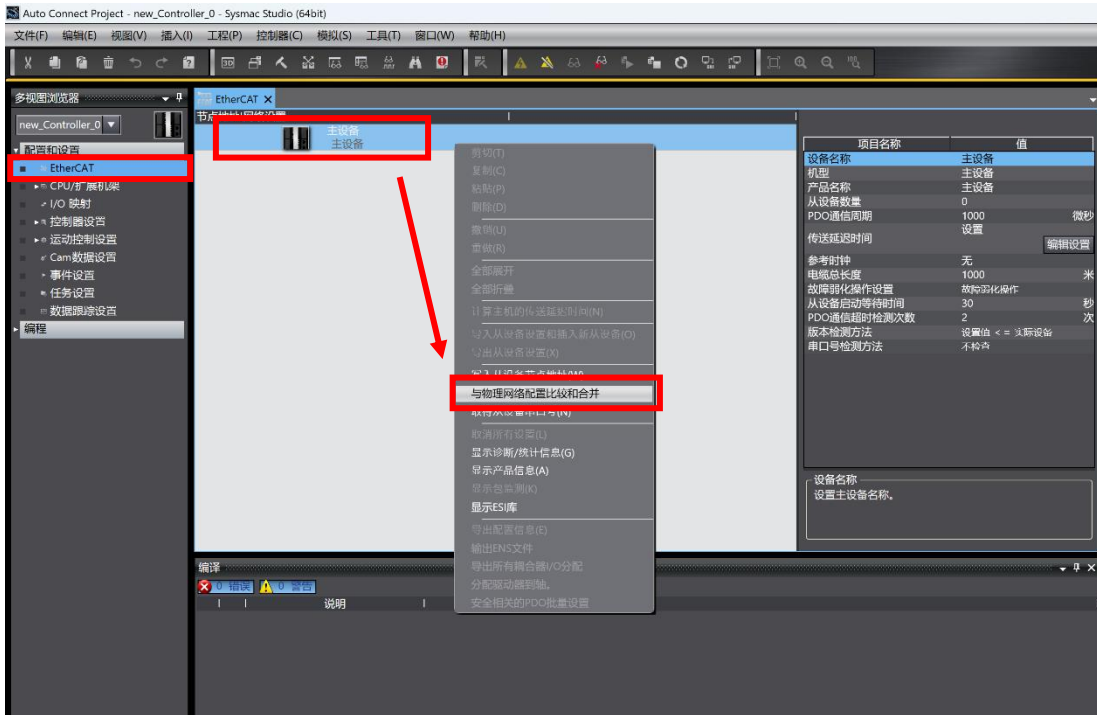 Auto Connect Project - new_Controller_0 - Sysmac Studio (64bit)
文件(F) 编辑(E) 视图(V) 插入(I) 工程(P) 控制器(C) 模拟(S) 工具(T) 窗口(W) 帮助(H)
多视图浏览器
new_Controller_0
配置和设置
EtherCAT
CPU/扩展机架
I/O 映射
控制器设置
运动控制设置
Cam数据设置
事件设置
任务设置
数据跟踪设置
编程
EtherCAT
节点地址/网络设置
主设备
主设备
剪切(T)
复制(C)
粘贴(P)
删除(D)
撤销(U)
重做(R)
全部展开
全部折叠
计算主机的传送延迟时间(N)
导入从设备设置和插入新从设备(O)
导出从设备设置(X)
写入从设备节点地址(W)
与物理网络配置比较和合并
取得从设备串口号(N)
取消所有设置(L)
显示诊断/统计信息(G)
显示产品信息(A)
显示包监测(K)
显示ESI库
导出配置信息(E)
输出ENS文件
导出所有耦合器I/O分配
分配驱动器到轴。
安全相关的PDO批量设置
项目名称 值
设备名称 主设备
机型 主设备
产品名称 主设备
从设备数量 0
PDO通信周期 1000 微秒
传送延迟时间 设置 编辑设置
参考时钟 无
电缆总长度 1000 米
故障弱化操作设置 故障弱化操作
从设备启动等待时间 30 秒
PDO通信超时检测次数 2 次
版本检测方法 设置值 <= 实际设备
串口号检测方法 不检查
设备名称
设置主设备名称。
编译
0 错误 0 警告
说明